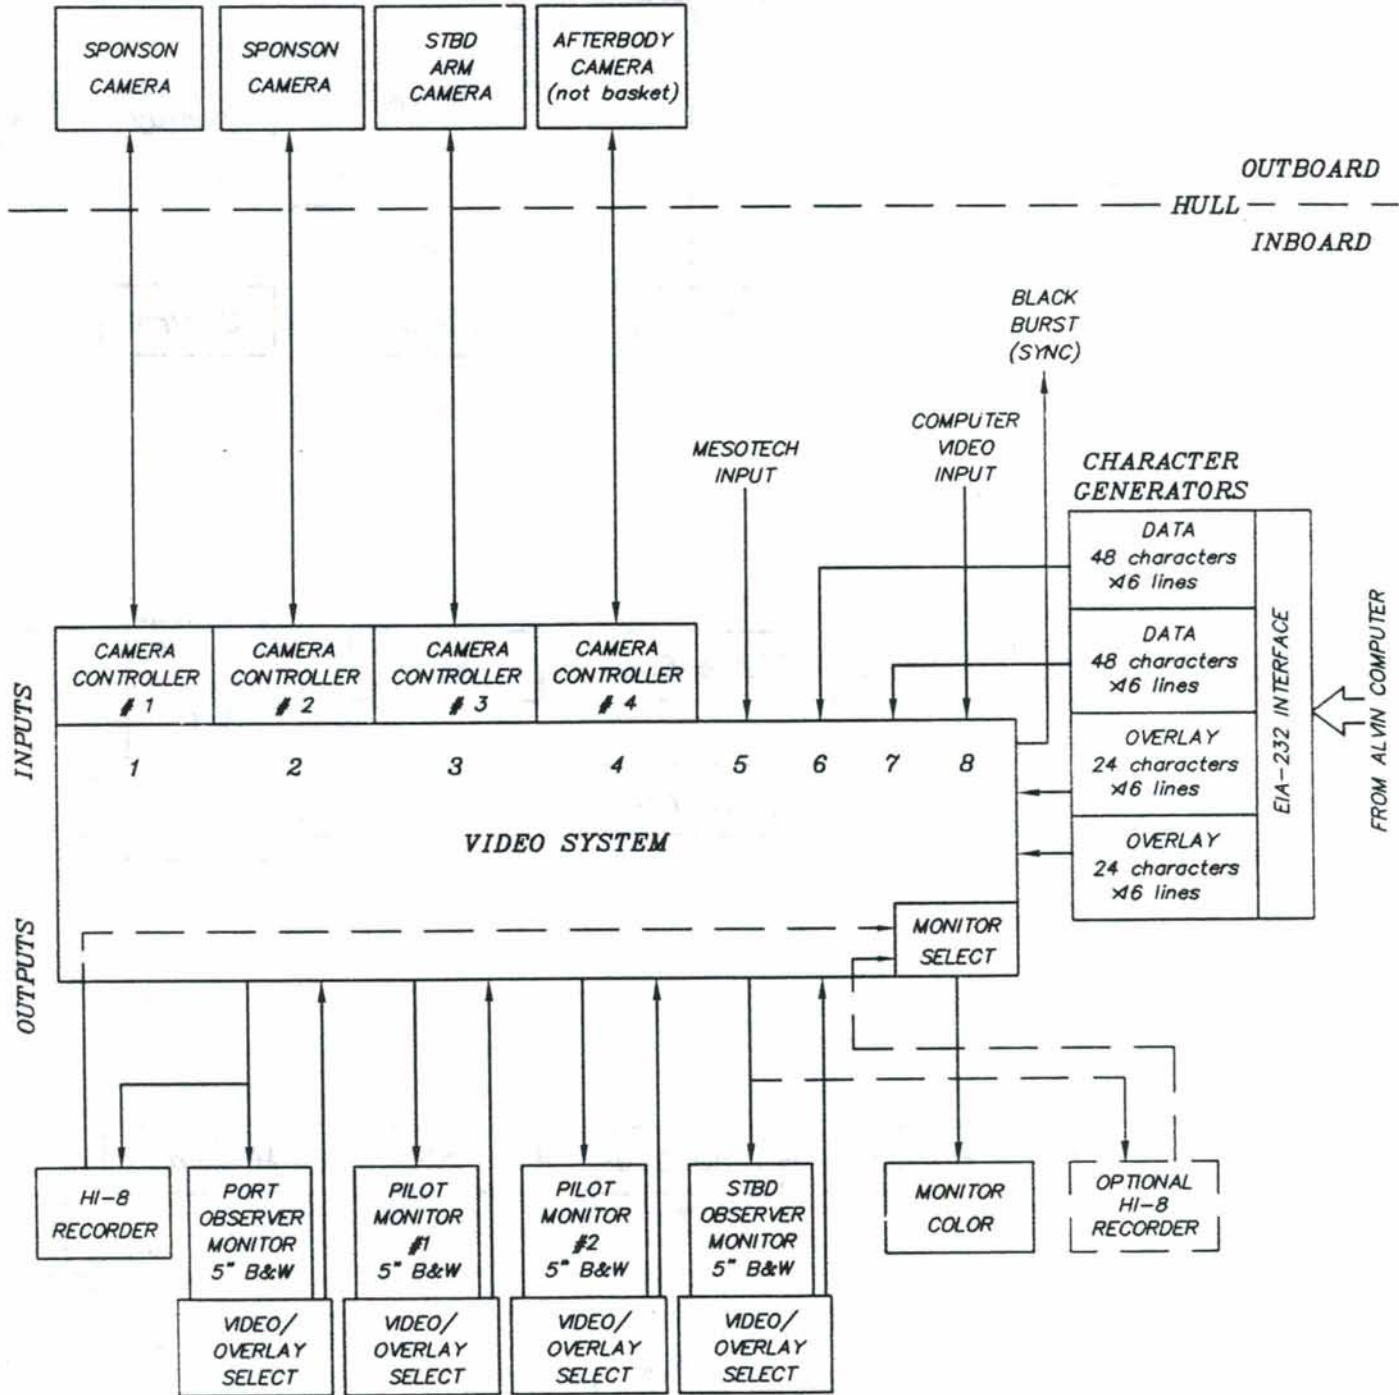 SPONSON
CAMERA
SPONSON
CAMERA
STBD
ARM
CAMERA
AFTERBODY
CAMERA
(not basket)
OUTBOARD
HULL
INBOARD
BLACK
BURST
(SYNC)
MESOTECH
INPUT
COMPUTER
VIDEO
INPUT
CHARACTER
GENERATORS
DATA
48 characters
x16 lines
DATA
48 characters
x16 lines
OVERLAY
24 characters
x16 lines
OVERLAY
24 characters
x16 lines
EIA-232 INTERFACE
FROM ALVIN COMPUTER
INPUTS
CAMERA
CONTROLLER
# 1
CAMERA
CONTROLLER
# 2
CAMERA
CONTROLLER
# 3
CAMERA
CONTROLLER
# 4
1 2 3 4 5 6 7 8
VIDEO SYSTEM
OUTPUTS
MONITOR
SELECT
HI-8
RECORDER
PORT
OBSERVER
MONITOR
5" B&W
PILOT
MONITOR
#1
5" B&W
PILOT
MONITOR
#2
5" B&W
STBD
OBSERVER
MONITOR
5" B&W
MONITOR
COLOR
OPTIONAL
HI-8
RECORDER
VIDEO/
OVERLAY
SELECT
VIDEO/
OVERLAY
SELECT
VIDEO/
OVERLAY
SELECT
VIDEO/
OVERLAY
SELECT